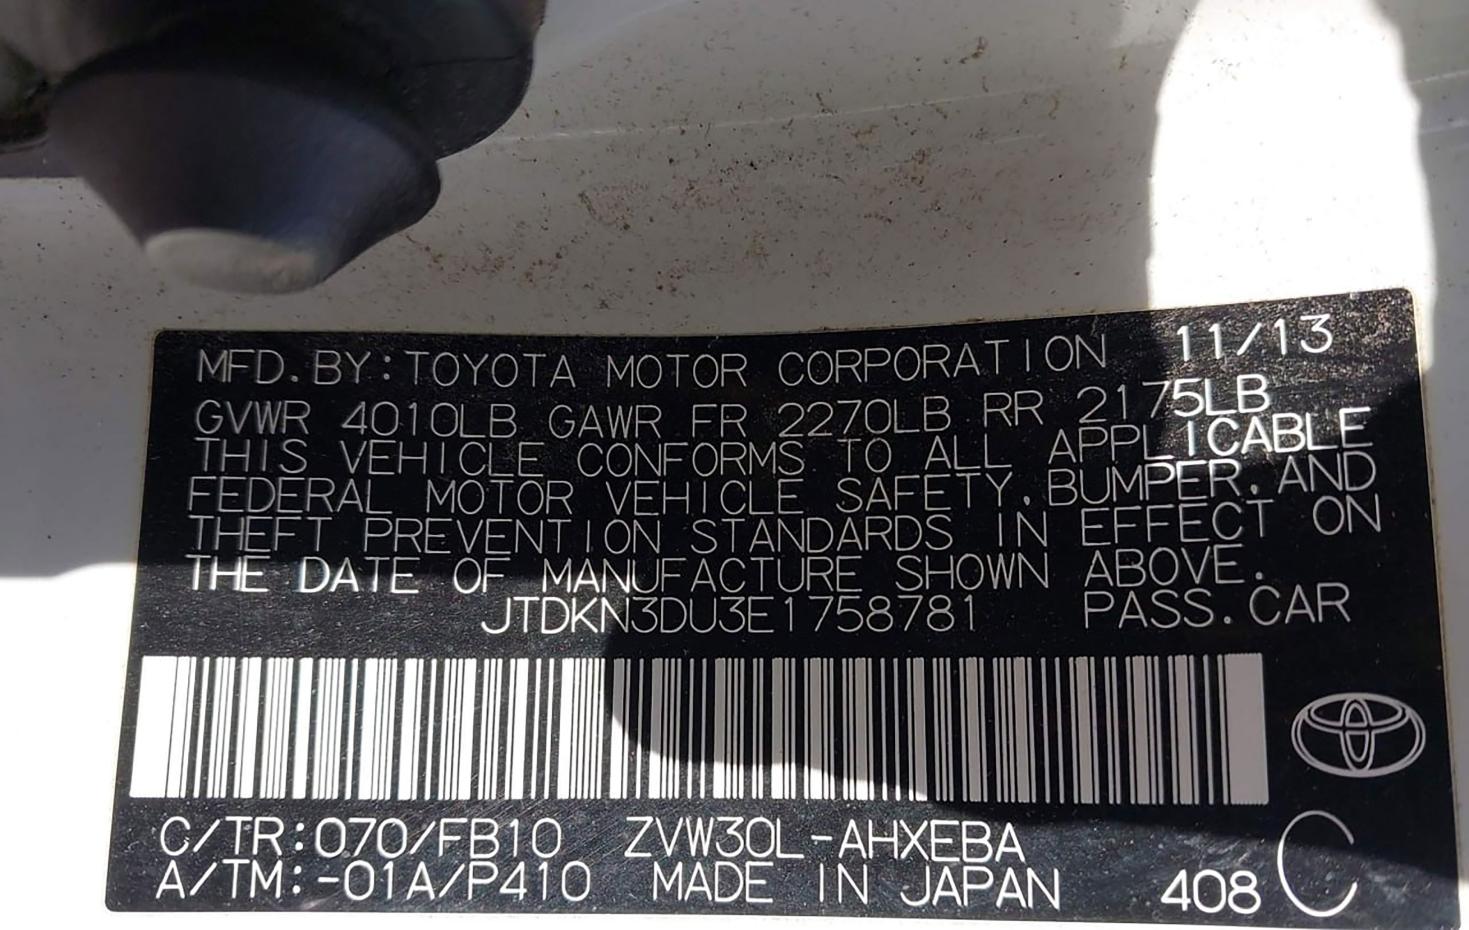 MFD. BY: TOYOTA MOTOR CORPORATION 11/13
GVWR 4010LB GAWR FR 2270LB RR 2175LB
THIS VEHICLE CONFORMS TO ALL APPLICABLE
FEDERAL MOTOR VEHICLE SAFETY, BUMPER, AND
THEFT PREVENTION STANDARDS IN EFFECT ON
THE DATE OF MANUFACTURE SHOWN ABOVE.
JTDKN3DU3E1758781 PASS. CAR
C/TR: 070/FB10 ZVW30L-AHXEBA
A/TM: -01A/P410 MADE IN JAPAN 408 C